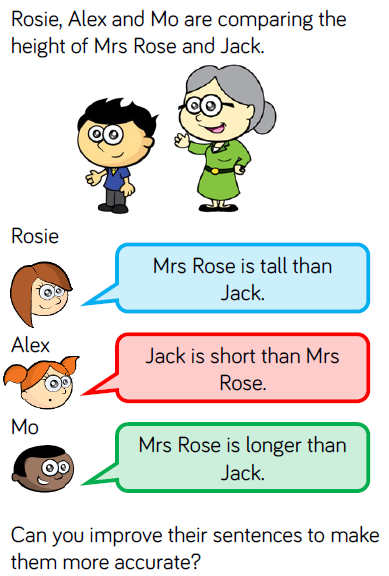 Rosie, Alex and Mo are comparing the
height of Mrs Rose and Jack.
Rosie
Mrs Rose is tall than
Jack.
Alex
Jack is short than Mrs
Rose.
Mo
Mrs Rose is longer than
Jack.
Can you improve their sentences to make
them more accurate?